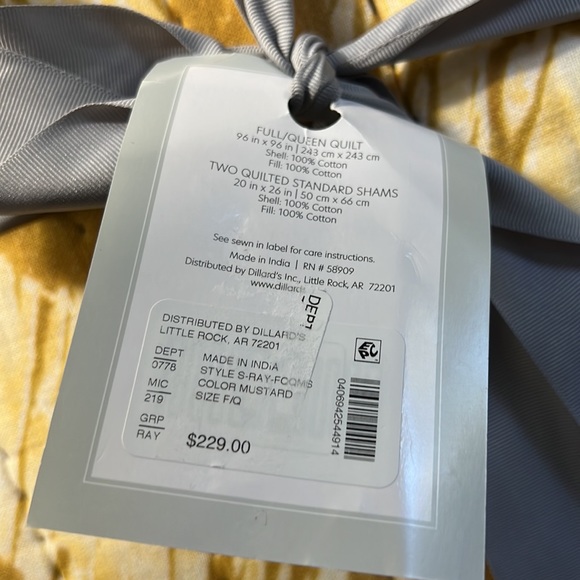 FULL/QUEEN QUILT
96 in x 96 in | 243 cm x 243 cm
Shell: 100% Cotton
Fill: 100% Cotton
TWO QUILTED STANDARD SHAMS
20 in x 26 in | 50 cm x 66 cm
Shell: 100% Cotton
Fill: 100% Cotton
See sewn in label for care instructions.
Made in India | RN # 58909
Distributed by Dillard's Inc., Little Rock, AR 72201
www.dillard
DEPT
DISTRIBUTED BY DILLARD'S
LITTLE ROCK, AR 72201
DEPT
0778
MIC
219
GRP
RAY
MADE IN INDIA
STYLE S-RAY-FCQMS
COLOR MUSTARD
SIZE F/Q
$229.00
0406942544914